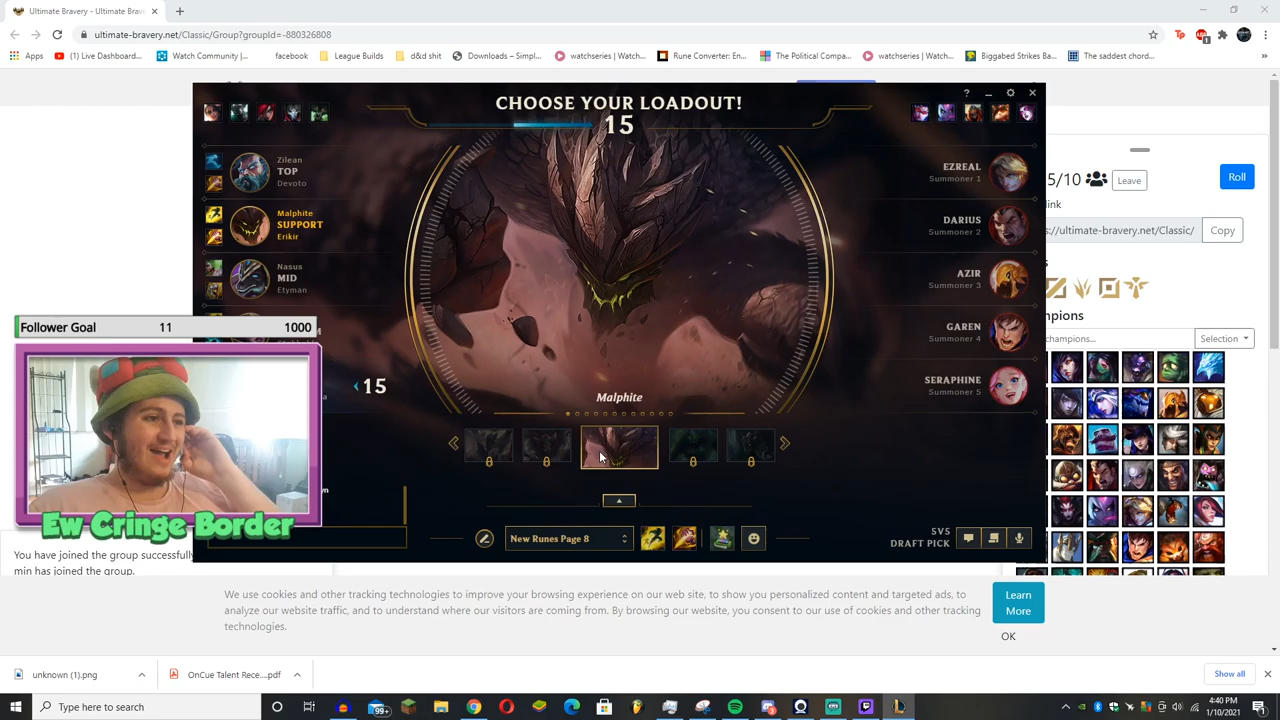 Ultimate Bravery - Ultimate Brave
ultimate-bravery.net/Classic/Group?groupId=-880326808
Apps
(1) Live Dashboard...
Watch Community |...
facebook
League Builds
d&d shit
Downloads – Simpl...
watchseries | Watch...
Rune Converter: En...
The Political Compa...
watchseries | Watch...
Biggabed Strikes Ba...
The saddest chord...
CHOOSE YOUR LOADOUT!
15
Zilean
TOP
Devoto
Malphite
SUPPORT
Erikir
Nasus
MID
Etyman
EZREAL
Summoner 1
DARIUS
Summoner 2
AZIR
Summoner 3
GAREN
Summoner 4
SERAPHINE
Summoner 5
15
Malphite
New Runes Page 8
5V5
DRAFT PICK
5/10
Leave
Roll
link
s://ultimate-bravery.net/Classic/
Copy
champions...
Selection
Follower Goal 11 1000
Ew Cringe Border
You have joined the group successfully
min has joined the group.
We use cookies and other tracking technologies to improve your browsing experience on our web site, to show you personalized content and targeted ads, to
analyze our website traffic, and to understand where our visitors are coming from. By browsing our website, you consent to our use of cookies and other tracking
technologies.
Learn
More
OK
unknown (1).png
OnCue Talent Rece....pdf
Show all
Type here to search
99+
4:40 PM
1/10/2021